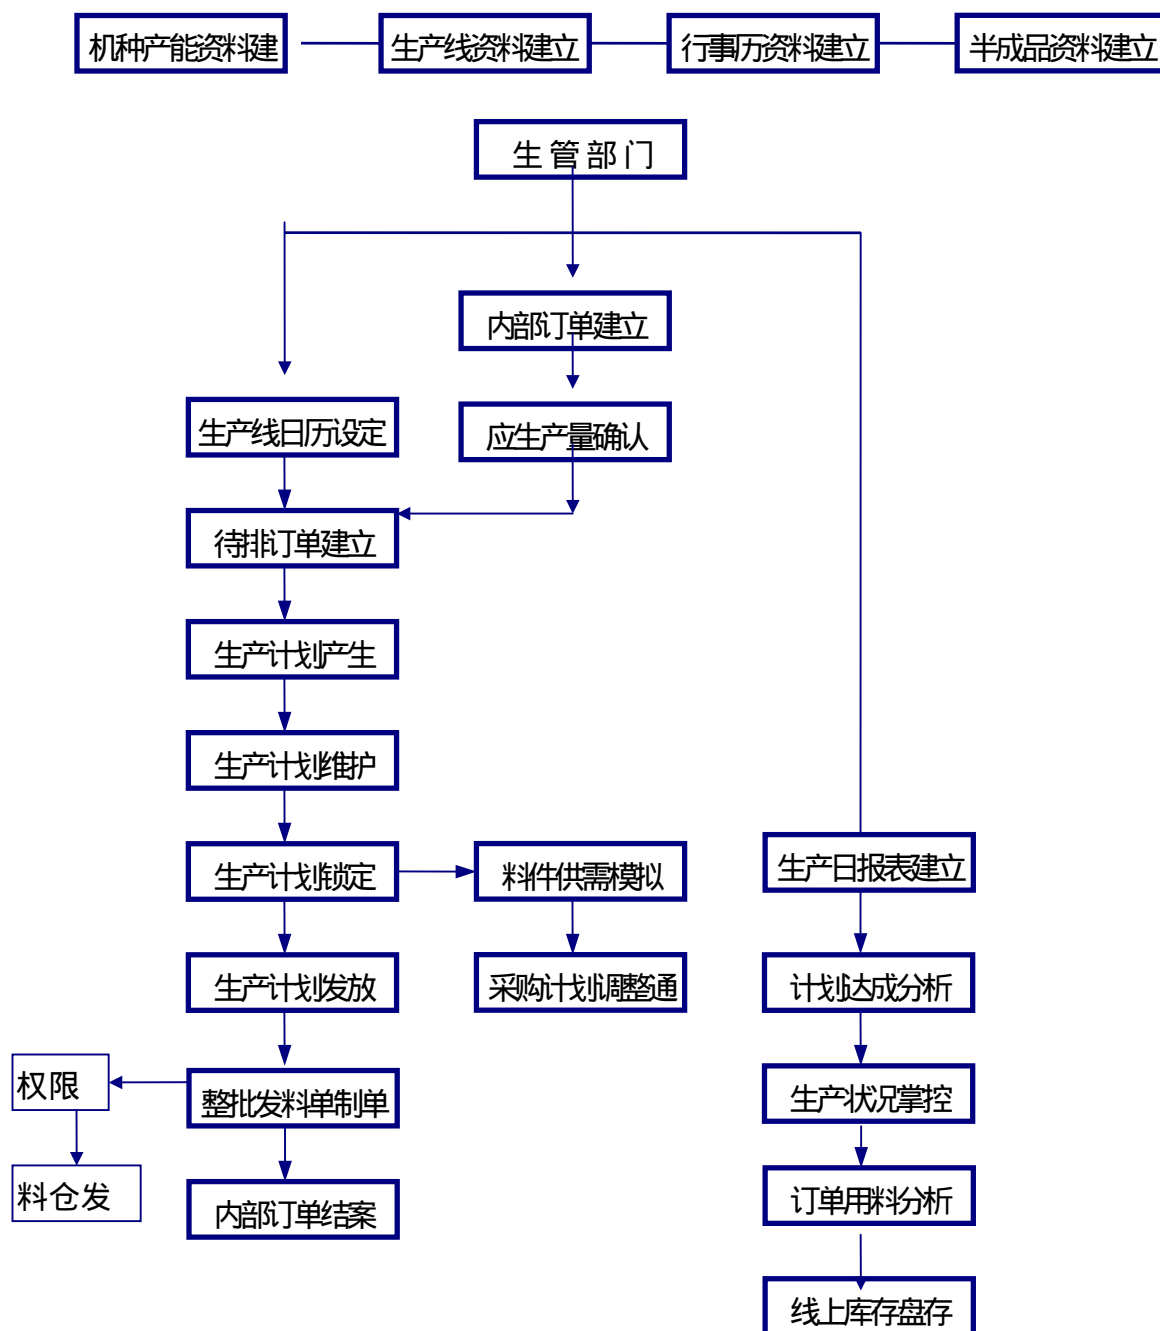 机种产能资料建 生产线资料建立 行事历资料建立 半成品资料建立
生管部门
内部订单建立
生产线日历设定 应生产量确认
待排订单建立
生产计划产生
生产计划维护
生产计划锁定 料件供需模拟 生产日报表建立
生产计划发放 采购计划调整通 计划达成分析
权限 整批发料单制单 生产状况掌控
料仓发 内部订单结案 订单用料分析
线上库存盘存